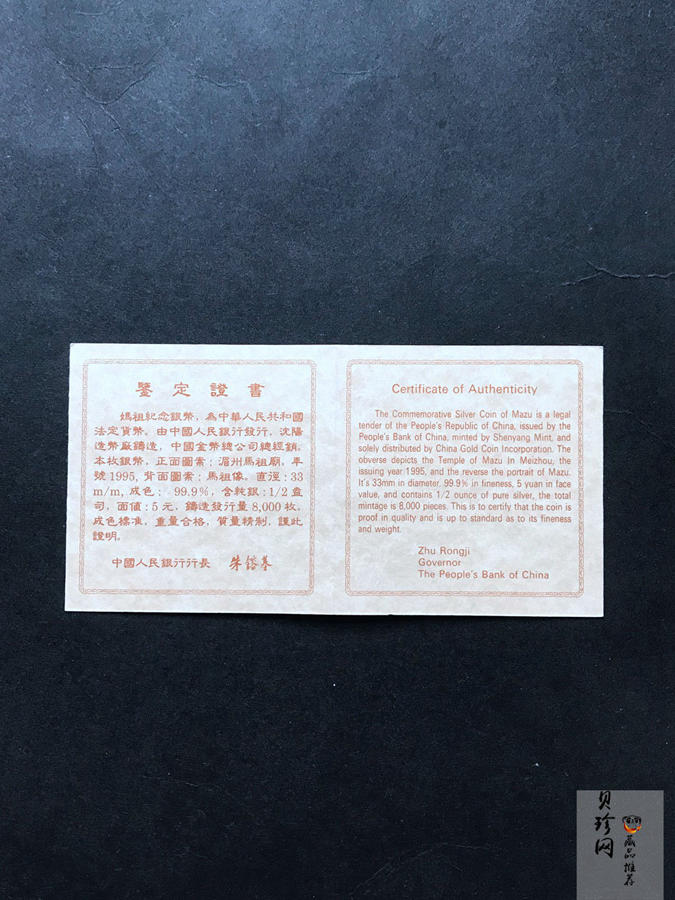 鑒定證書
媽祖紀念銀幣，為中華人民共和國
法定貨幣。由中國人民銀行發行，沈陽
造幣廠鑄造，中國金幣總公司總經銷。
本枚銀幣，正面圖案：湄州馬祖廟，年
號1995，背面圖案：馬祖像。直徑：33
m/m，成色：99.9%，含純銀：1/2盎
司，面值：5元，鑄造發行量8,000枚。
成色標准，重量合格，質量精制，謹此
證明。
中國人民銀行行長 朱鎔基
Certificate of Authenticity
The Commemorative Silver Coin of Mazu is a legal
tender of the People's Republic of China, issued by the
People's Bank of China, minted by Shenyang Mint, and
solely distributed by China Gold Coin Incorporation. The
obverse depicts the Temple of Mazu In Meizhou, the
issuing year 1995, and the reverse the portrait of Mazu.
It's 33mm in diameter, 99.9% in fineness, 5 yuan in face
value, and contains 1/2 ounce of pure silver, the total
mintage is 8,000 pieces. This is to certify that the coin is
proof in quality and is up to standard as to its fineness
and weight.
Zhu Rongji
Governor
The People's Bank of China
贝珍网
藏品推荐